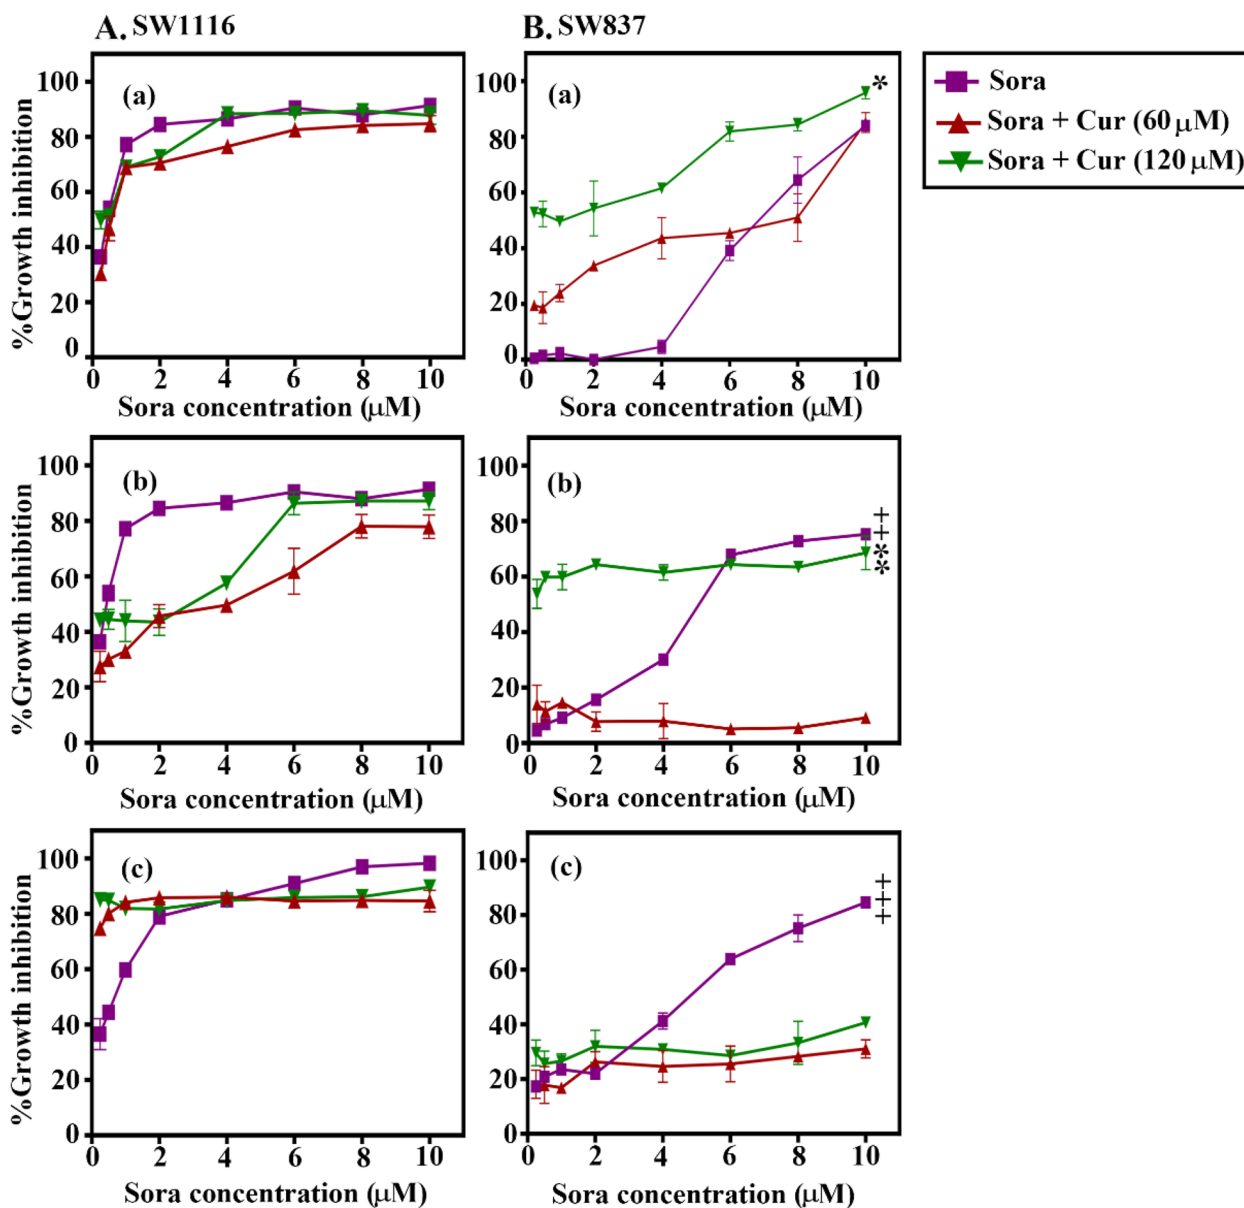 A. SW1116
B. SW837
Sora
Sora + Cur (60 μM)
Sora + Cur (120 μM)
(a)
%Growth inhibition
100
80
60
40
20
0
0 2 4 6 8 10
Sora concentration (μM)
(a)
*
100
80
60
40
20
0
0 2 4 6 8 10
Sora concentration (μM)
(b)
%Growth inhibition
100
80
60
40
20
0
0 2 4 6 8 10
Sora concentration (μM)
(b)
++
**
100
80
60
40
20
0
0 2 4 6 8 10
Sora concentration (μM)
(c)
%Growth inhibition
100
80
60
40
20
0
0 2 4 6 8 10
Sora concentration (μM)
(c)
+++
100
80
60
40
20
0
0 2 4 6 8 10
Sora concentration (μM)